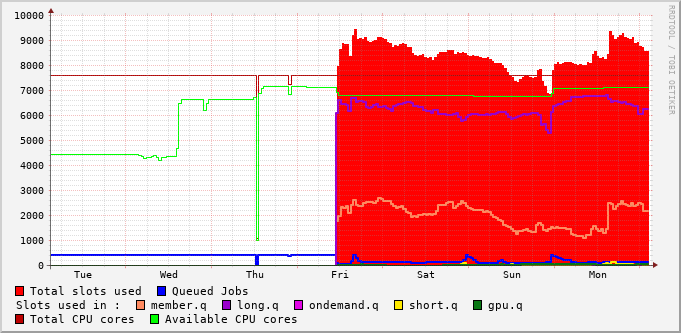 10000
9000
8000
7000
6000
5000
4000
3000
2000
1000
0
Tue Wed Thu Fri Sat Sun Mon
RRDTOOL / TOBI OETIKER
Total slots used Queued Jobs
Slots used in : member.q long.q ondemand.q short.q gpu.q
Total CPU cores Available CPU cores